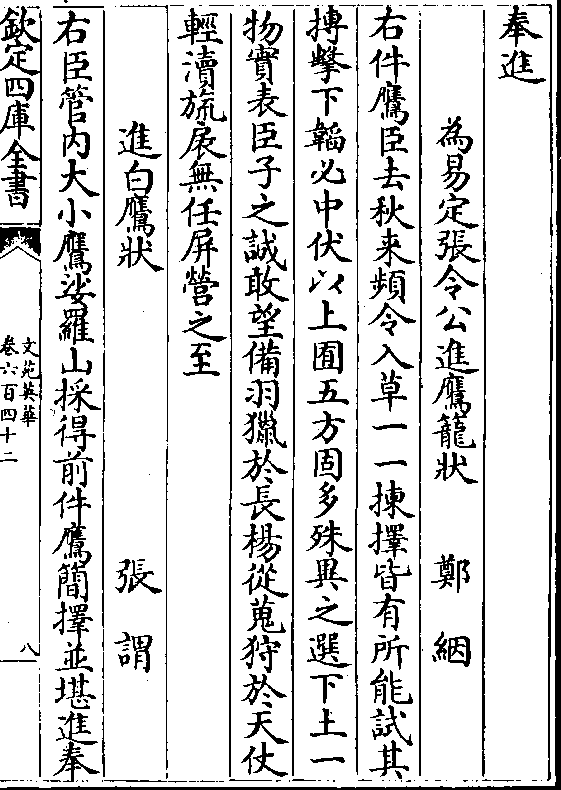 奉進
為易定張令公進鷹籠狀 鄭絪
右件鷹臣去秋来頻令入草一一揀擇皆有所能試其
搏擊下韝必中伏以上囿五方固多殊異之選下土一
物實表臣子之誠敢望備羽獵於長楊從蒐狩於天仗
輕瀆旒扆無任屏營之至
進白鷹狀 張謂
右臣管内大小鷹娑羅山採得前件鷹簡擇並堪進奉
欽定四庫全書
文苑英華
卷六百四十二
八